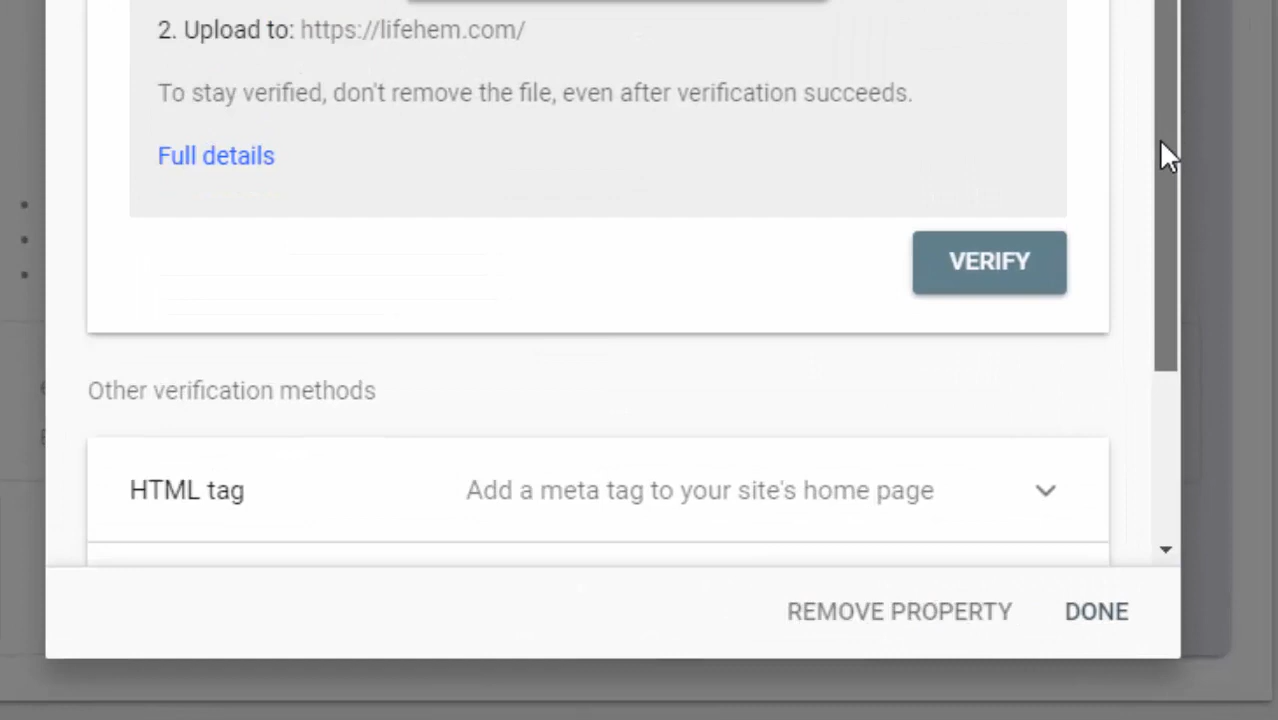 2. Upload to: https://lifehem.com/
To stay verified, don't remove the file, even after verification succeeds.
Full details
VERIFY
Other verification methods
HTML tag Add a meta tag to your site's home page
REMOVE PROPERTY DONE